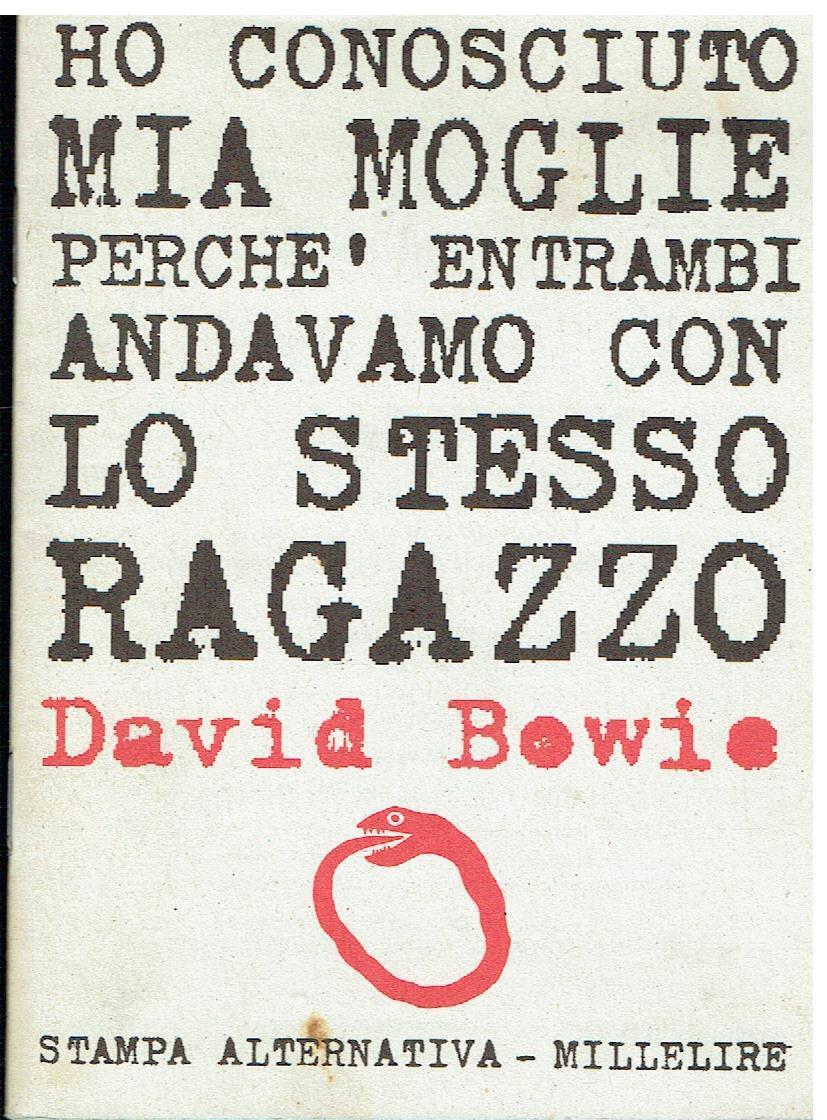 HO CONOSCIUTO
MIA MOGLIE
PERCHE' ENTRAMBI
ANDAVAMO CON
LO STESSO
RAGAZZO
David Bowie
STAMPA ALTERNATIVA - MILLELIRE